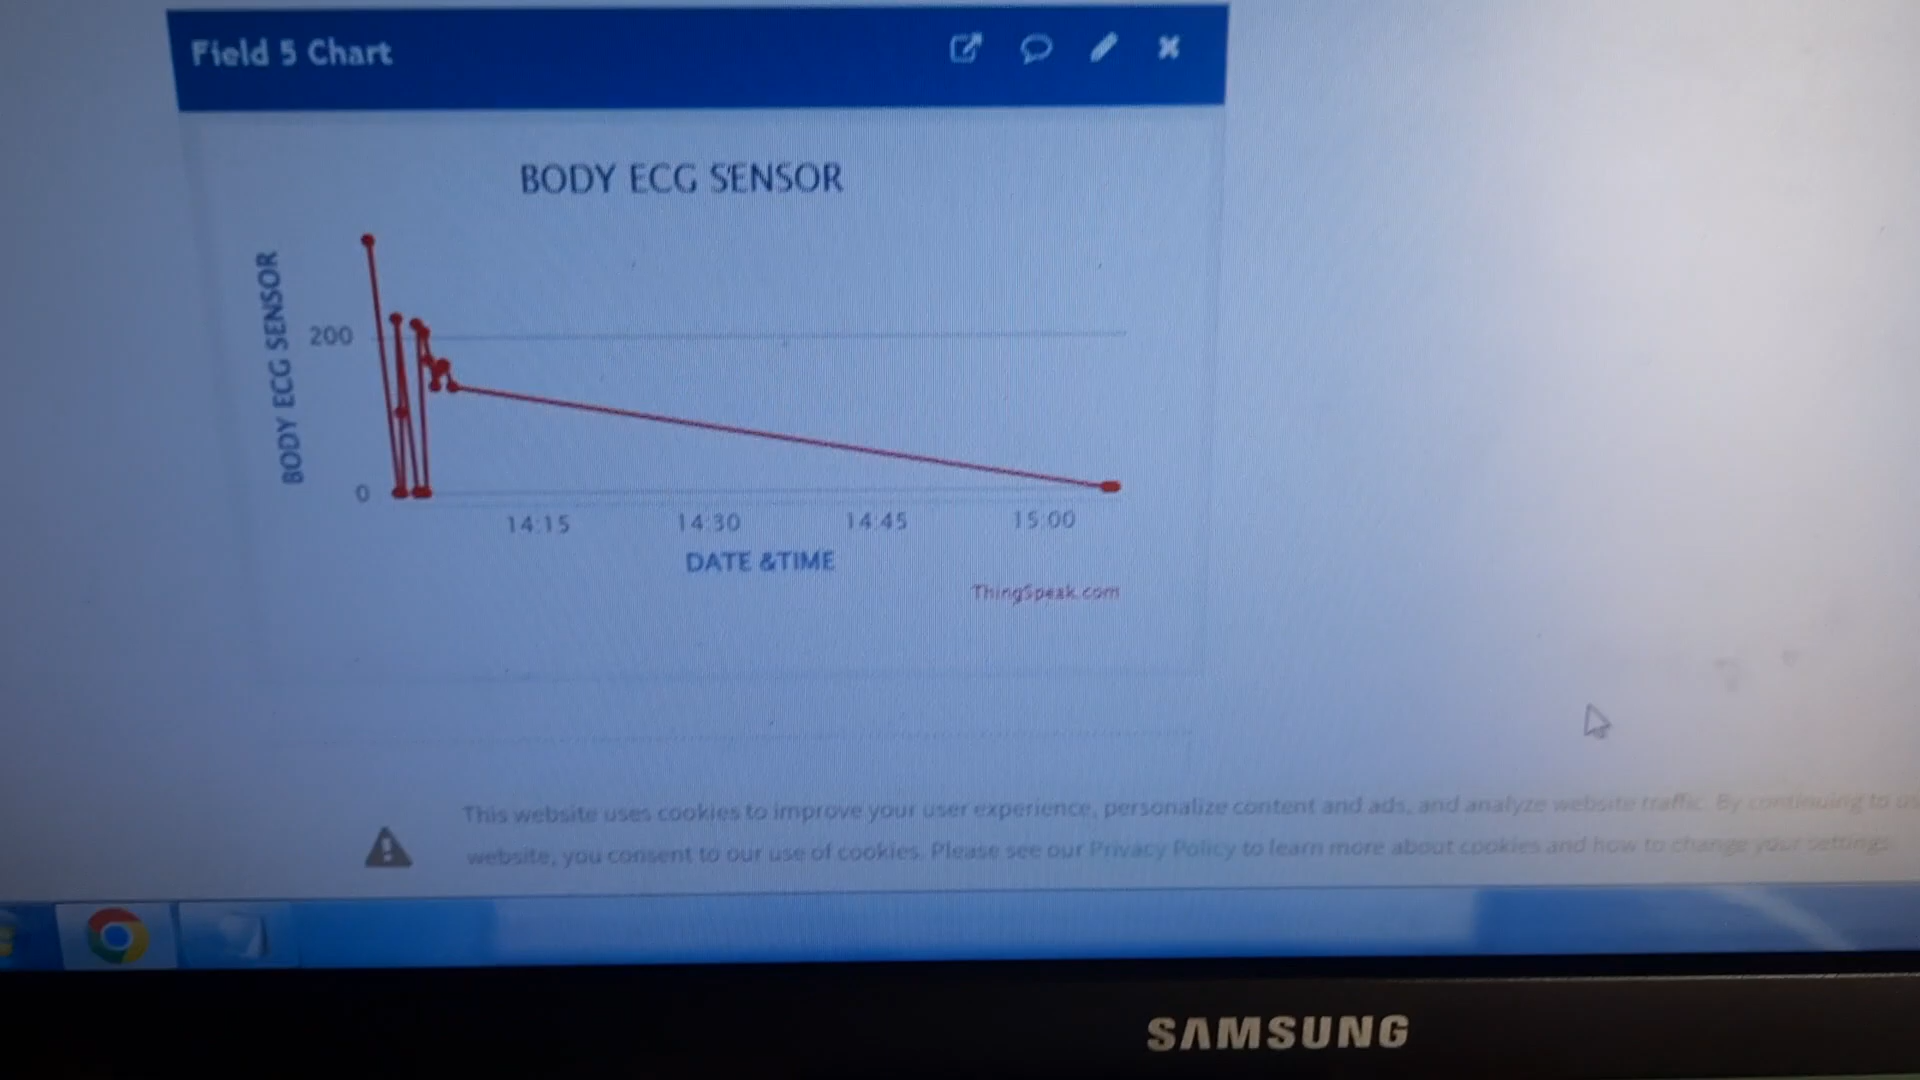 Field 5 Chart
BODY ECG SENSOR
BODY ECG SENSOR
200
0
14:15
14:30
14:45
15:00
DATE &TIME
ThingSpeak.com
This website uses cookies to improve your user experience, personalize content and ads, and analyze website traffic. By continuing to
website, you consent to our use of cookies. Please see our Privacy Policy to learn more about cookies and how to change your settings.
SAMSUNG